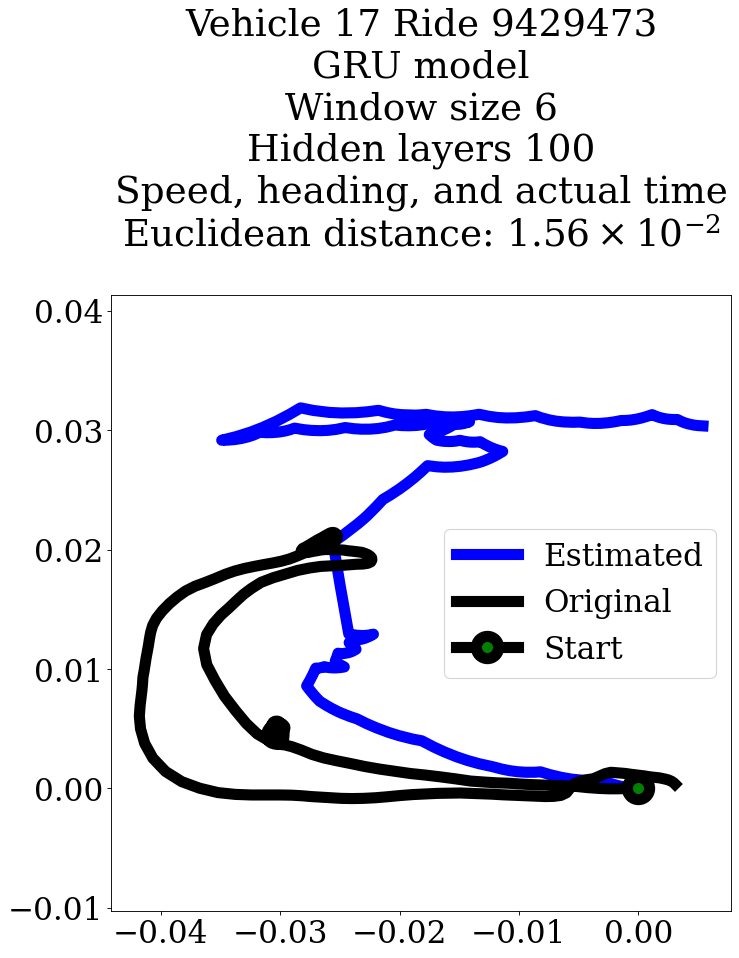 Vehicle 17 Ride 9429473
GRU model
Window size 6
Hidden layers 100
Speed, heading, and actual time
Euclidean distance: 1.56 × 10⁻²
0.04
0.03
0.02
0.01
0.00
−0.01
Estimated
Original
Start
−0.04 −0.03 −0.02 −0.01 0.00